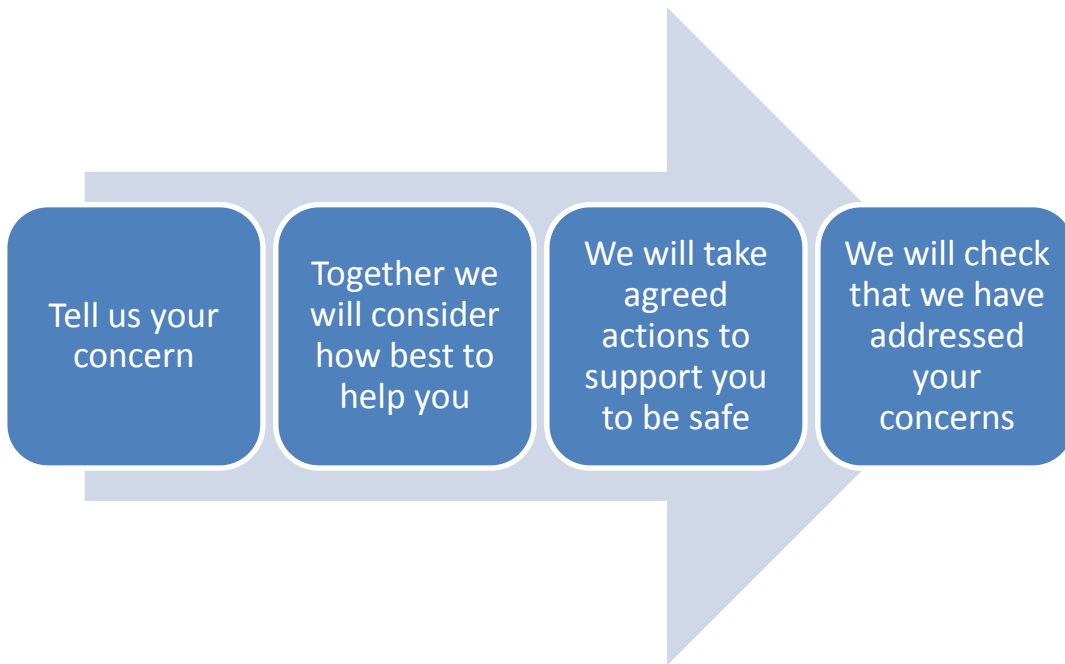 Tell us your
concern
Together we
will consider
how best to
help you
We will take
agreed
actions to
support you
to be safe
We will check
that we have
addressed
your
concerns